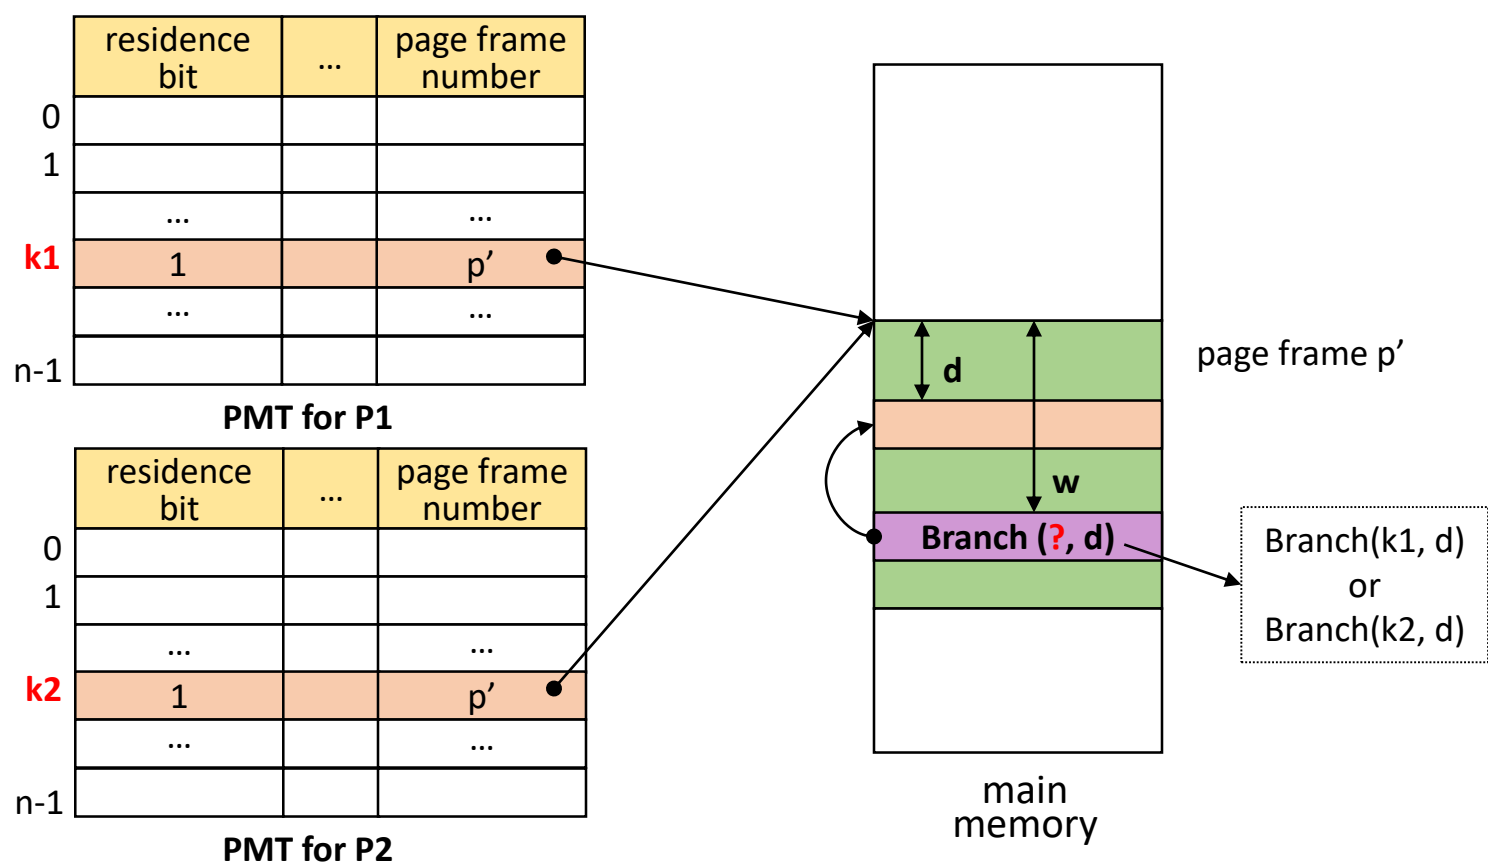 residence bit ... page frame number
0
1
... ...
k1 1 p’
... ...
n-1
PMT for P1
residence bit ... page frame number
0
1
... ...
k2 1 p’
... ...
n-1
PMT for P2
d
w
Branch (?, d)
page frame p’
Branch(k1, d)
or
Branch(k2, d)
main
memory